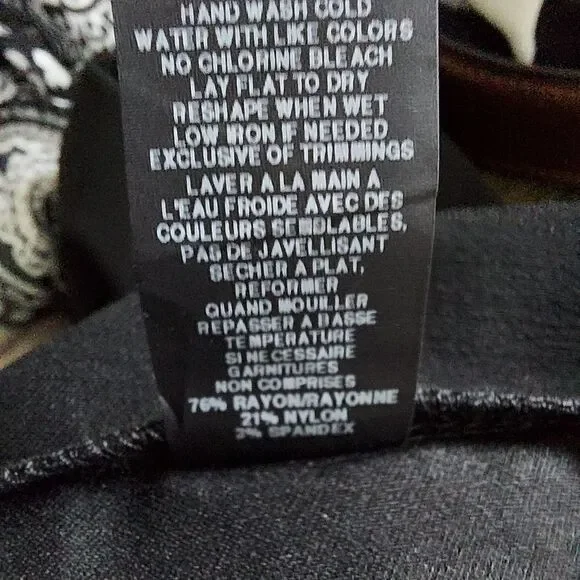 HAND WASH COLD
WATER WITH LIKE COLORS
NO CHLORINE BLEACH
LAY FLAT TO DRY
RESHAPE WHEN WET
LOW IRON IF NEEDED
EXCLUSIVE OF TRIMMINGS
LAVER A LA MAIN A
L'EAU FROIDE AVEC DES
COULEURS SEMBLABLES,
PAS DE JAVELLISANT
SECHER A PLAT,
REFORMER
QUAND MOUILLER
REPASSER A BASSE
TEMPERATURE
SI NECESSAIRE
GARNITURES
NON COMPRISES
76% RAYON/RAYONNE
21% NYLON
3% SPANDEX